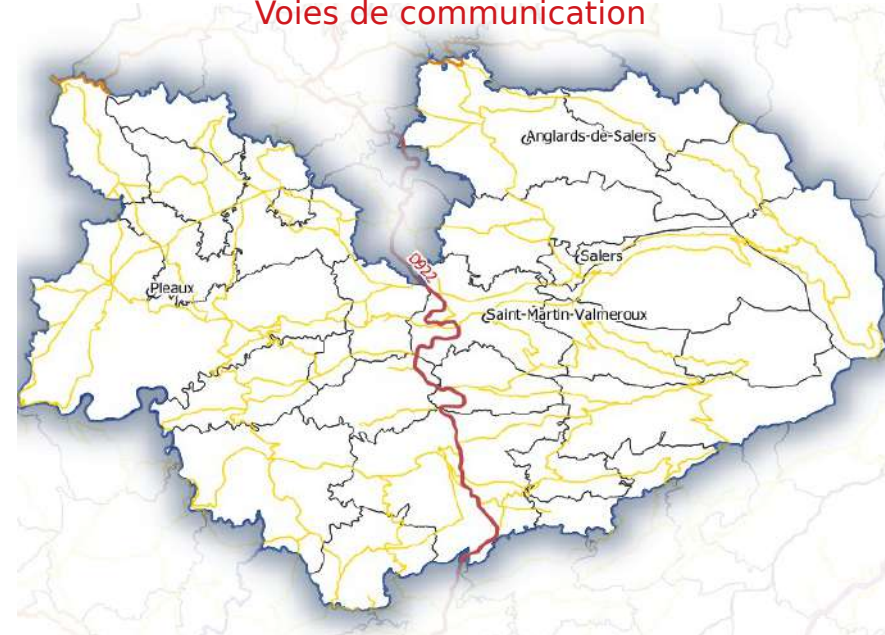 Voies de communication
Anglards-de-Salers
D922
Salers
Pleaux
Saint-Martin-Valmeroux